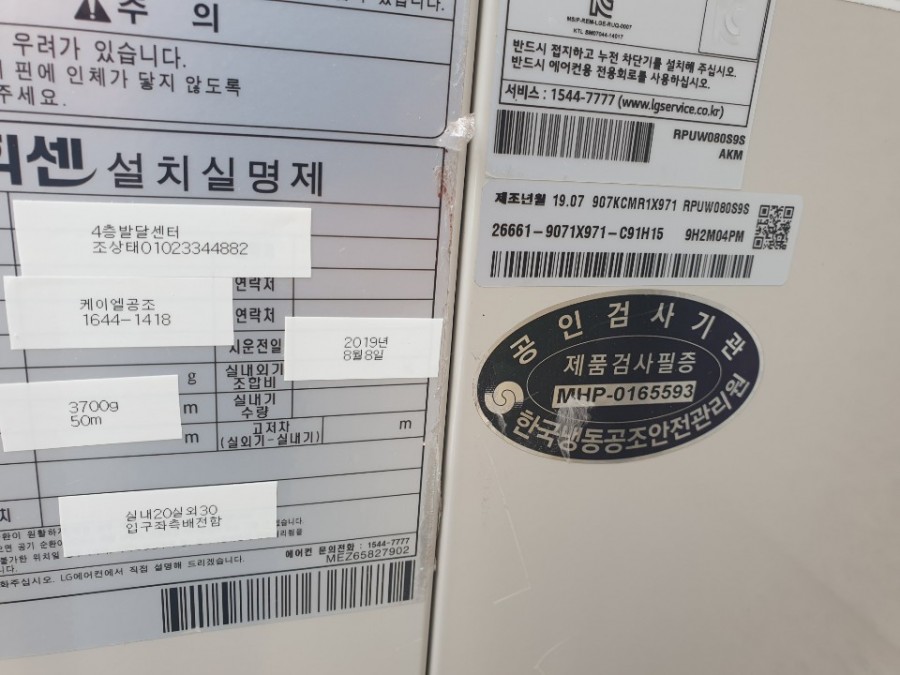 주 의
우려가 있습니다.
핀에 인체가 닿지 않도록
주세요.
휘센 설치실명제
4층발달센터
조상태01023344882
연락처
케이엘공조
1644-1418
연락처
시운전일
2019년
8월8일
g
실내외기
조합비
3700g
50m
m
실내기
수량
m
고저차
(실외기-실내기)
m
치
실내20실외30
입구좌측배전함
에어컨 문의전화 : 1544-7777
MEZ65827902
하주십시오. LG에어컨에서 직접 설명해 드리겠습니다.
MSIP-REM-LGE-RUG-0007
반드시 접지하고 누전 차단기를 설치해 주십시오.
반드시 에어컨용 전용회로를 사용하십시오.
서비스 : 1544-7777 (www.lgservice.co.kr)
RPUW080S9S
AKM
제조년월 19.07 907KCMR1X971 RPUW080S9S
26661-9071X971-C91H15 9H2M04PM
공인검사기관
제품검사필증
MHP-0165593
한국냉동공조안전관리원